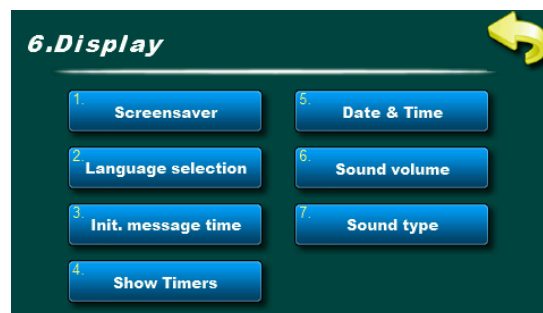 6.Display
1.
Screensaver
2.
Language selection
3.
Init. message time
4.
Show Timers
5.
Date & Time
6.
Sound volume
7.
Sound type